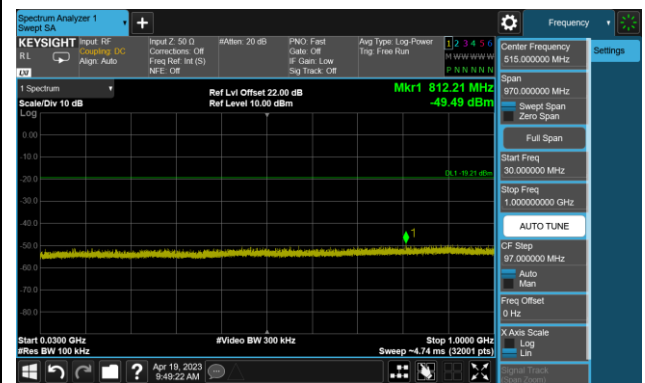 Spectrum Analyzer 1
Swept SA
+
Frequency
KEYSIGHT
RL
Input: RF
Coupling: DC
Align: Auto
Input Z: 50 Ω
Corrections: Off
Freq Ref: Int (S)
NFE: Off
#Atten: 20 dB
PNO: Fast
Gate: Off
IF Gain: Low
Sig Track: Off
Avg Type: Log-Power
Trig: Free Run
1 2 3 4 5 6
M W W W W W
P N N N N N
1 Spectrum
Scale/Div 10 dB
Log
Ref Lvl Offset 22.00 dB
Ref Level 10.00 dBm
Mkr1 812.21 MHz
-49.49 dBm
0.00
-10.0
-20.0
-30.0
-40.0
-50.0
-60.0
-70.0
-80.0
DL1 -19.21 dBm
1
Start 0.0300 GHz
#Res BW 100 kHz
#Video BW 300 kHz
Stop 1.0000 GHz
Sweep ~4.74 ms (32001 pts)
Apr 19, 2023
9:49:22 AM
Center Frequency
515.000000 MHz
Settings
Span
970.000000 MHz
Swept Span
Zero Span
Full Span
Start Freq
30.000000 MHz
Stop Freq
1.000000000 GHz
AUTO TUNE
CF Step
97.000000 MHz
Auto
Man
Freq Offset
0 Hz
X Axis Scale
Log
Lin
Signal Track
(Span Zoom)